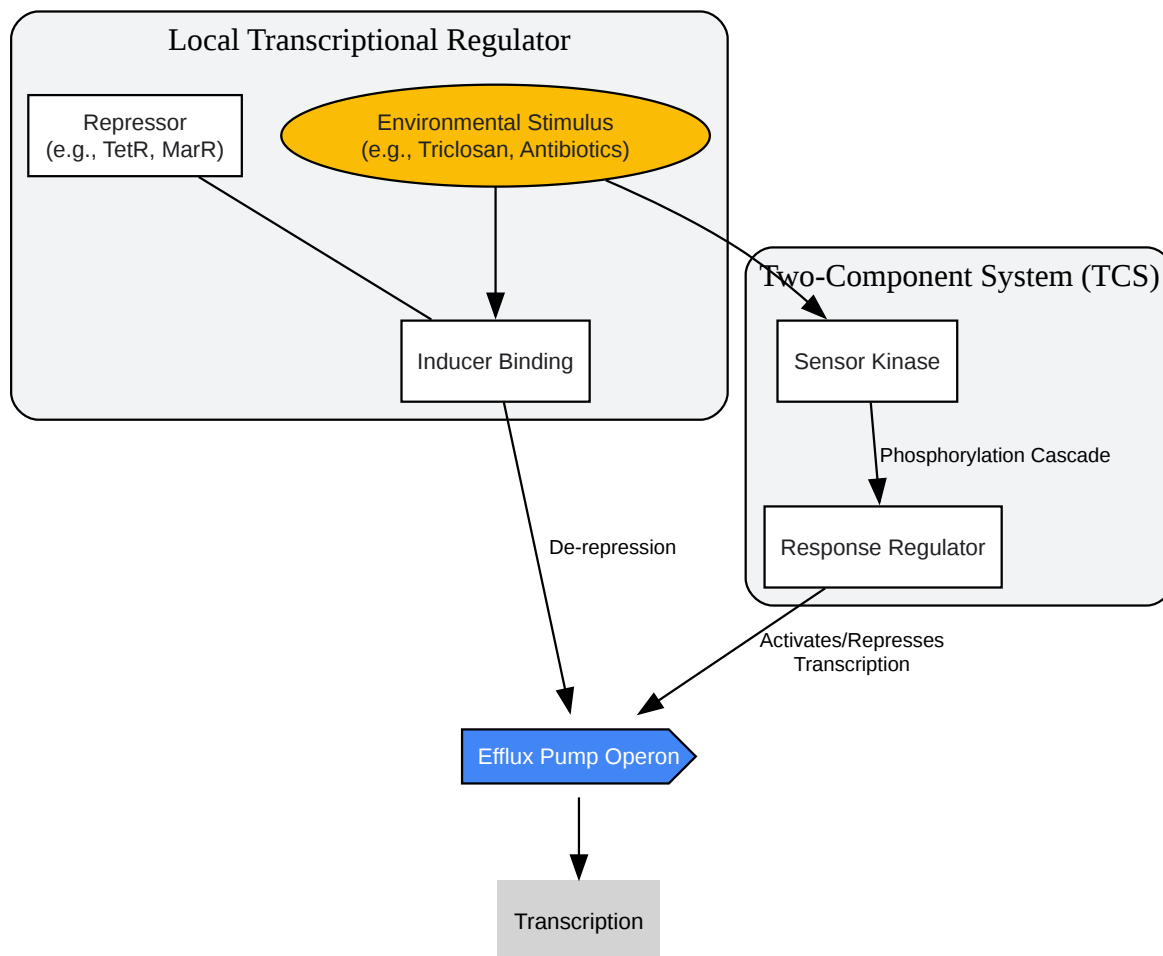 Local Transcriptional Regulator
Repressor
(e.g., TetR, MarR)
Environmental Stimulus
(e.g., Triclosan, Antibiotics)
Two-Component System (TCS)
Inducer Binding
Sensor Kinase
Phosphorylation Cascade
De-repression
Response Regulator
Activates/Represses
Transcription
Efflux Pump Operon
Transcription